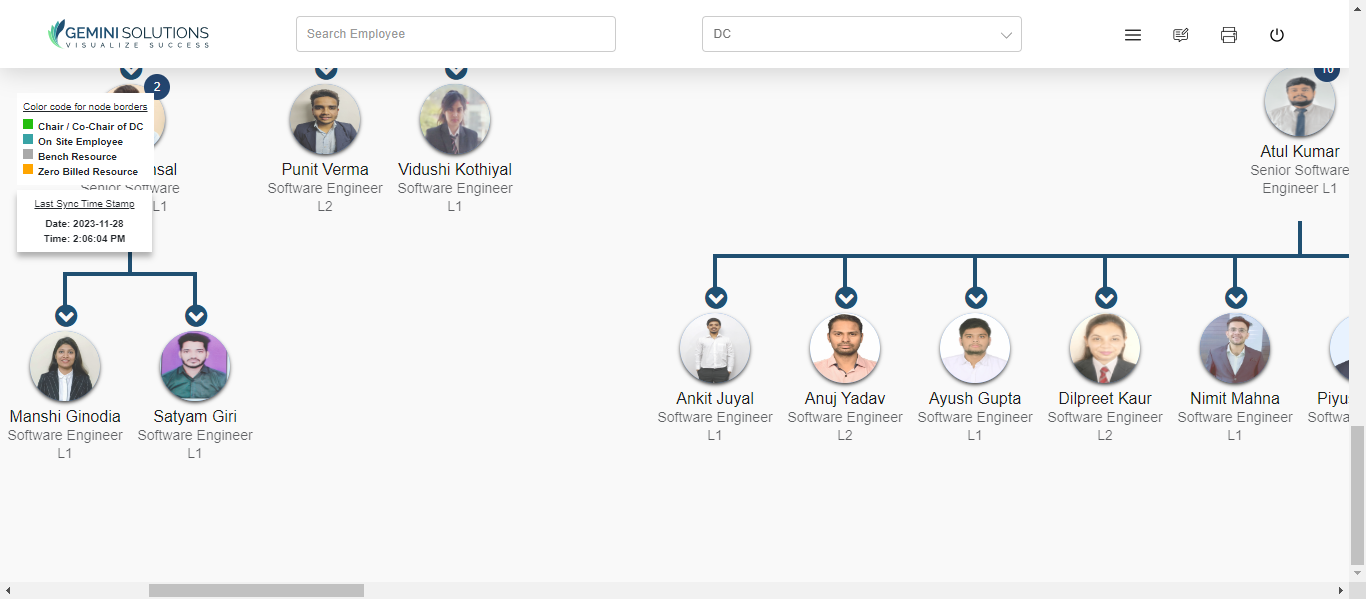 GEMINI SOLUTIONS
VISUALIZE SUCCESS
Search Employee
DC
2
10
Color code for node borders
Chair / Co-Chair of DC
On Site Employee
Bench Resource
Zero Billed Resource
nsal
Senior Software
L1
Last Sync Time Stamp
Date: 2023-11-28
Time: 2:06:04 PM
Punit Verma
Software Engineer
L2
Vidushi Kothiyal
Software Engineer
L1
Atul Kumar
Senior Software
Engineer L1
Manshi Ginodia
Software Engineer
L1
Satyam Giri
Software Engineer
L1
Ankit Juyal
Software Engineer
L1
Anuj Yadav
Software Engineer
L2
Ayush Gupta
Software Engineer
L1
Dilpreet Kaur
Software Engineer
L2
Nimit Mahna
Software Engineer
L1
Piyu
Softwa